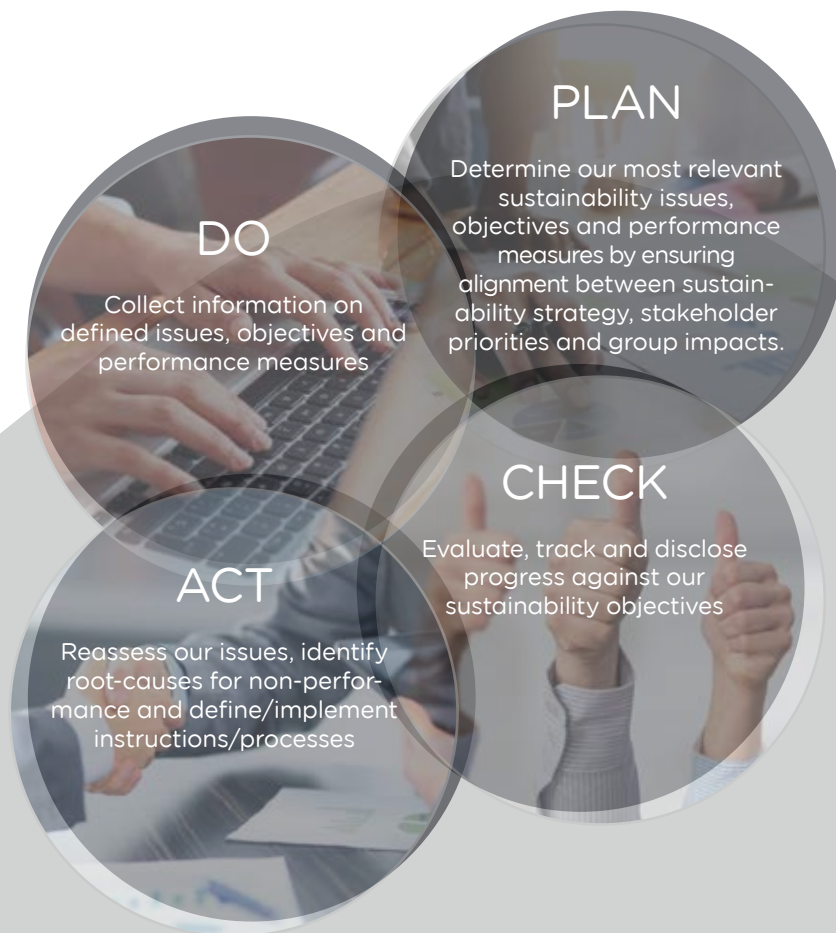 PLAN
Determine our most relevant
sustainability issues,
objectives and performance
measures by ensuring
alignment between sustain-
ability strategy, stakeholder
priorities and group impacts.
DO
Collect information on
defined issues, objectives and
performance measures
CHECK
Evaluate, track and disclose
progress against our
sustainability objectives
ACT
Reassess our issues, identify
root-causes for non-perfor-
mance and define/implement
instructions/processes